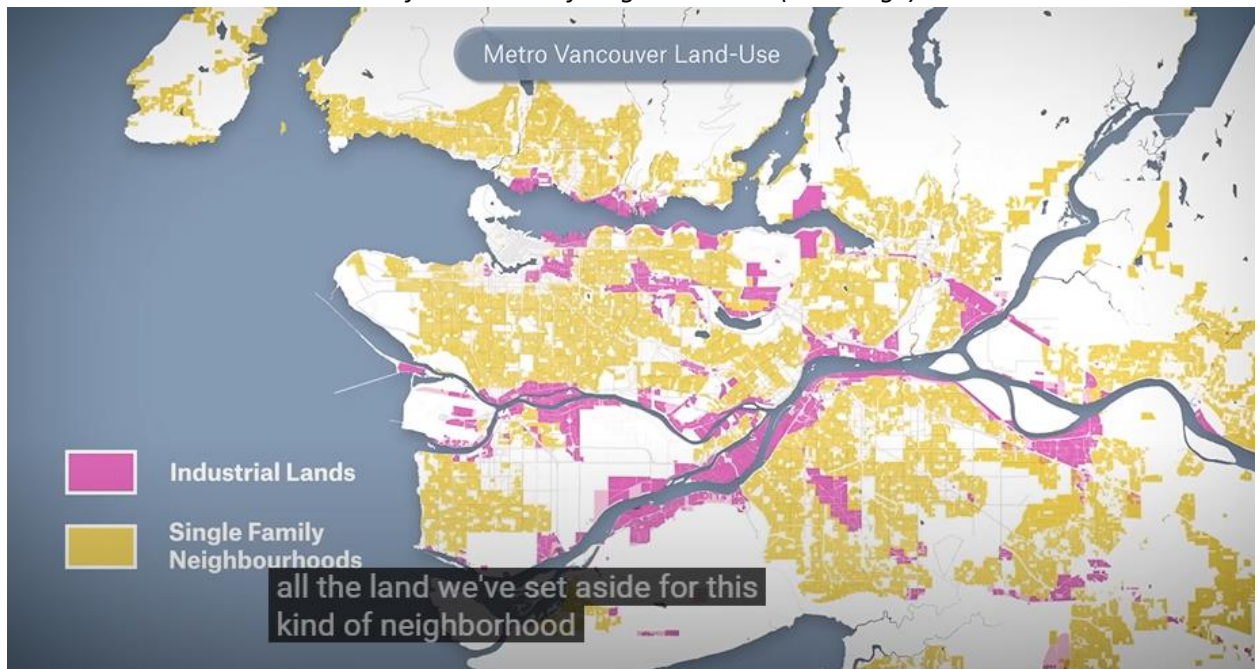 Metro Vancouver Land-Use
Industrial Lands
Single Family
Neighbourhoods
all the land we've set aside for this
kind of neighborhood